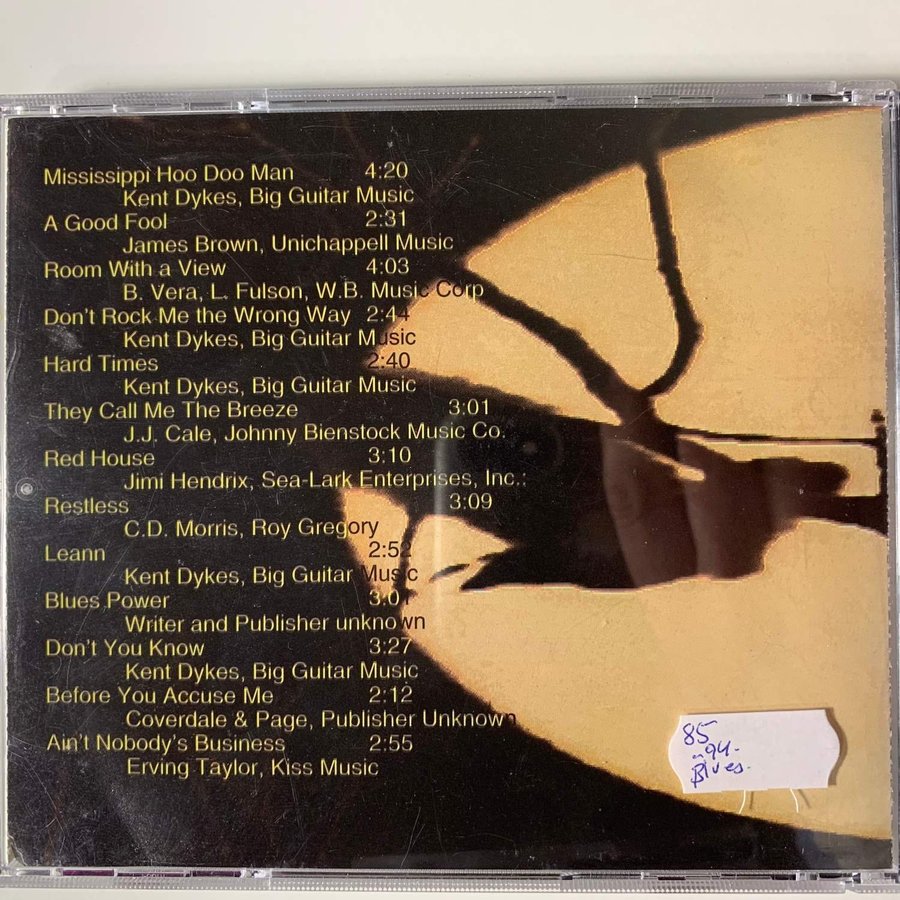 Mississippi Hoo Doo Man 4:20
Kent Dykes, Big Guitar Music
A Good Fool 2:31
James Brown, Unichappell Music
Room With a View 4:03
B. Vera, L. Fulson, W.B. Music Corp
Don't Rock Me the Wrong Way 2:44
Kent Dykes, Big Guitar Music
Hard Times 2:40
Kent Dykes, Big Guitar Music
They Call Me The Breeze 3:01
J.J. Cale, Johnny Bienstock Music Co.
Red House 3:10
Jimi Hendrix, Sea-Lark Enterprises, Inc.:
Restless 3:09
C.D. Morris, Roy Gregory
Leann 2:52
Kent Dykes, Big Guitar Music
Blues Power 3:01
Writer and Publisher unknown
Don't You Know 3:27
Kent Dykes, Big Guitar Music
Before You Accuse Me 2:12
Coverdale & Page, Publisher Unknown
Ain't Nobody's Business 2:55
Erving Taylor, Kiss Music
85
-94-
Blues.